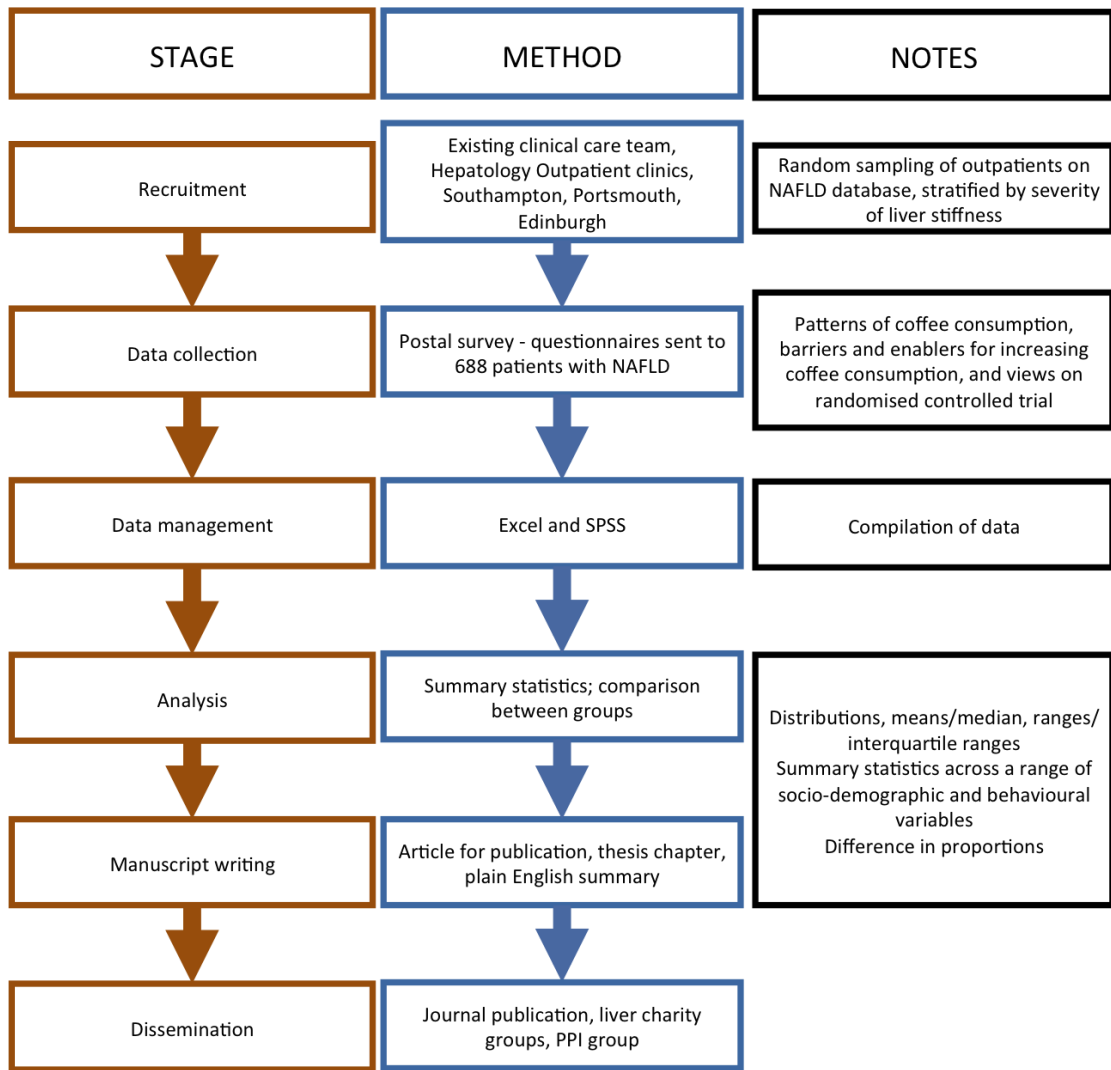 STAGE
METHOD
NOTES
Recruitment
Existing clinical care team,
Hepatology Outpatient clinics,
Southampton, Portsmouth,
Edinburgh
Random sampling of outpatients on
NAFLD database, stratified by severity
of liver stiffness
Data collection
Postal survey - questionnaires sent to
688 patients with NAFLD
Patterns of coffee consumption,
barriers and enablers for increasing
coffee consumption, and views on
randomised controlled trial
Data management
Excel and SPSS
Compilation of data
Analysis
Summary statistics; comparison
between groups
Distributions, means/median, ranges/
interquartile ranges
Summary statistics across a range of
socio-demographic and behavioural
variables
Difference in proportions
Manuscript writing
Article for publication, thesis chapter,
plain English summary
Dissemination
Journal publication, liver charity
groups, PPI group